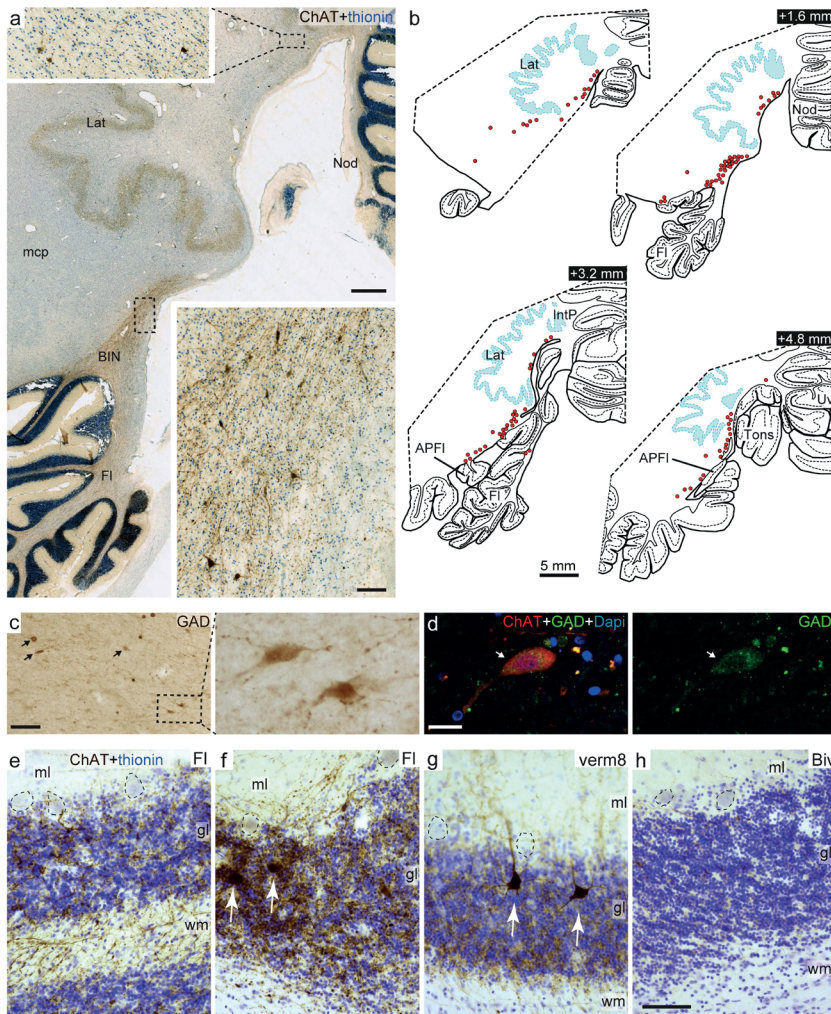 a
ChAT+thionin
Lat
Nod
mcp
BIN
Fl
b
+1.6 mm
Lat
Nod
Fl
+3.2 mm
IntP
Lat
APFl
Fl
+4.8 mm
Uv
Tons
APFl
5 mm
c
GAD
d
ChAT+GAD+Dapi
GAD
e
ChAT+thionin
Fl
ml
gl
wm
f
Fl
ml
gl
wm
g
verm8
ml
gl
wm
h
Biv
ml
gl
wm